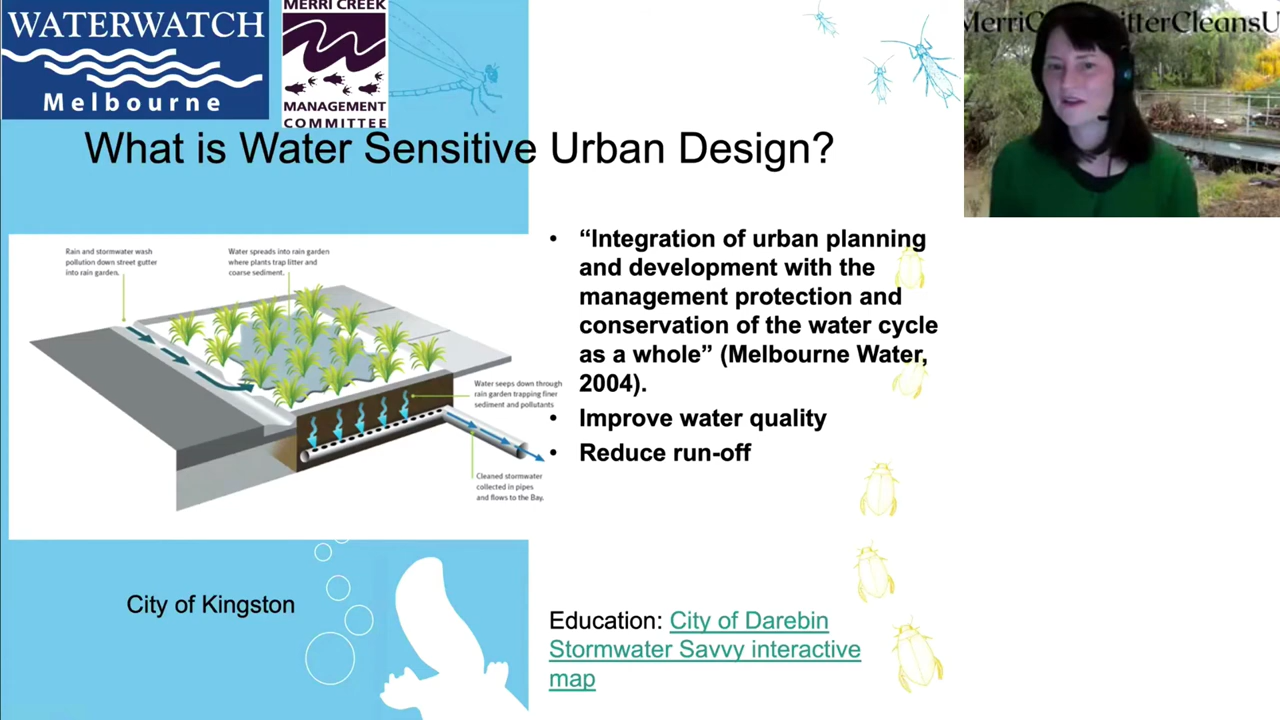 WATERWATCH
Melbourne
MERRI CREEK
MANAGEMENT
COMMITTEE
What is Water Sensitive Urban Design?
Rain and stormwater wash
pollution down street gutter
into rain garden.
Water spreads into rain garden
where plants trap litter and
coarse sediment.
Water seeps down through
rain garden trapping finer
sediment and pollutants
Cleaned stormwater
collected in pipes
and flows to the Bay.
City of Kingston
• “Integration of urban planning
and development with the
management protection and
conservation of the water cycle
as a whole” (Melbourne Water,
2004).
• Improve water quality
• Reduce run-off
Education: City of Darebin
Stormwater Savvy interactive
map